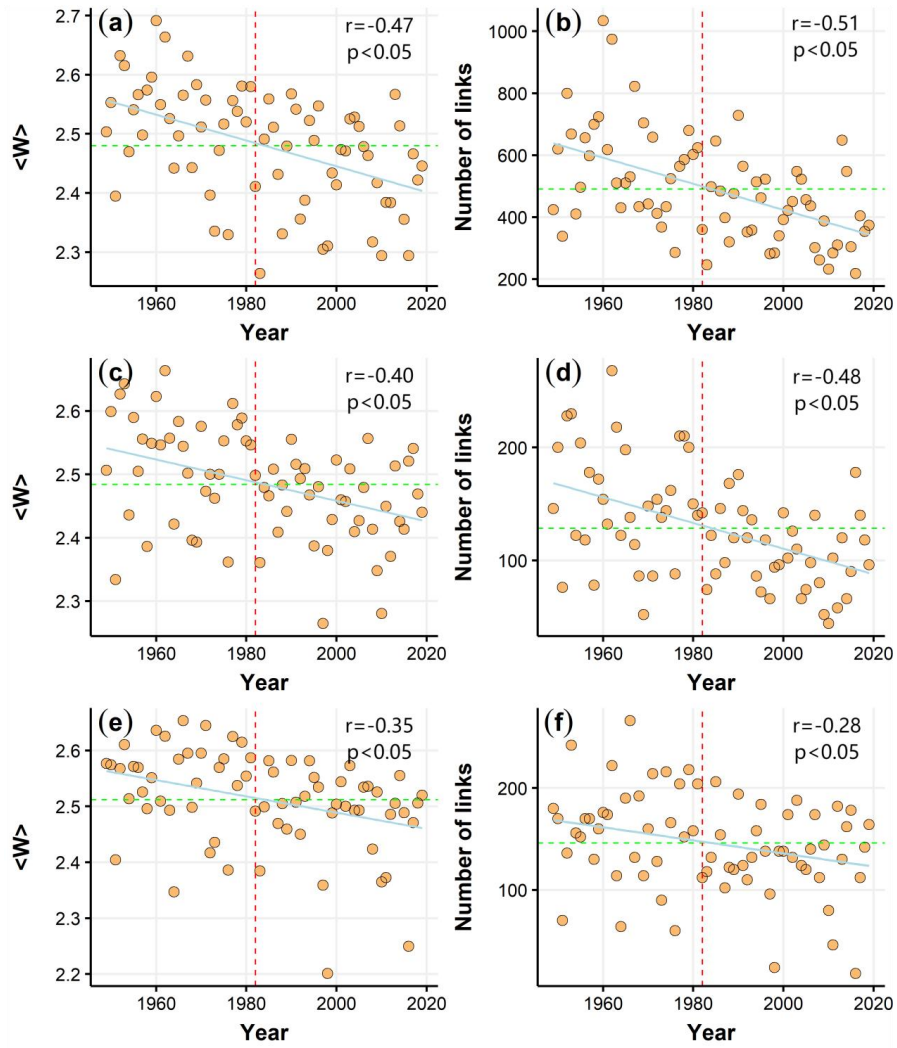 (a)
r=-0.47
p<0.05
2.7
2.6
2.5
2.4
2.3
<W>
1960
1980
2000
2020
Year
(b)
r=-0.51
p<0.05
1000
800
600
400
200
Number of links
1960
1980
2000
2020
Year
(c)
r=-0.40
p<0.05
2.6
2.5
2.4
2.3
<W>
1960
1980
2000
2020
Year
(d)
r=-0.48
p<0.05
200
100
Number of links
1960
1980
2000
2020
Year
(e)
r=-0.35
p<0.05
2.6
2.5
2.4
2.3
2.2
<W>
1960
1980
2000
2020
Year
(f)
r=-0.28
p<0.05
200
100
Number of links
1960
1980
2000
2020
Year